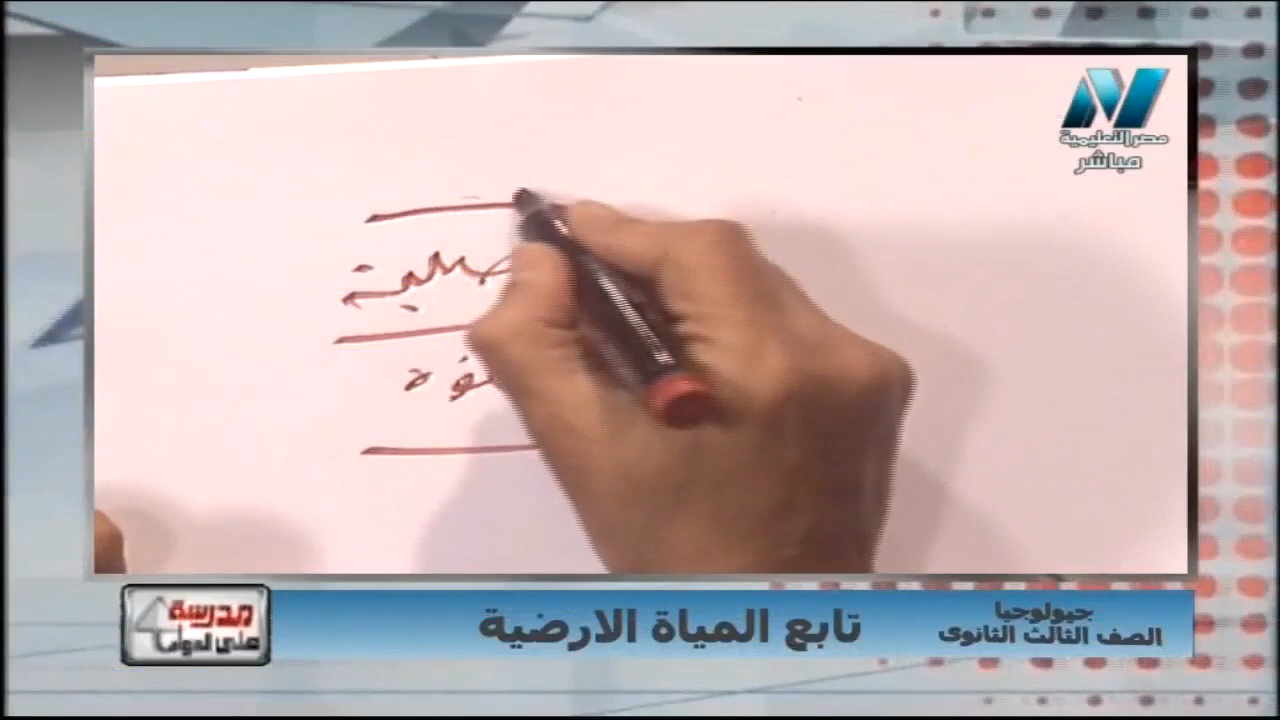 مصر التعليمية
مباشر
جيولوجيا
الصف الثالث الثانوى
تابع المياة الارضية
مدرسة
على الهواء